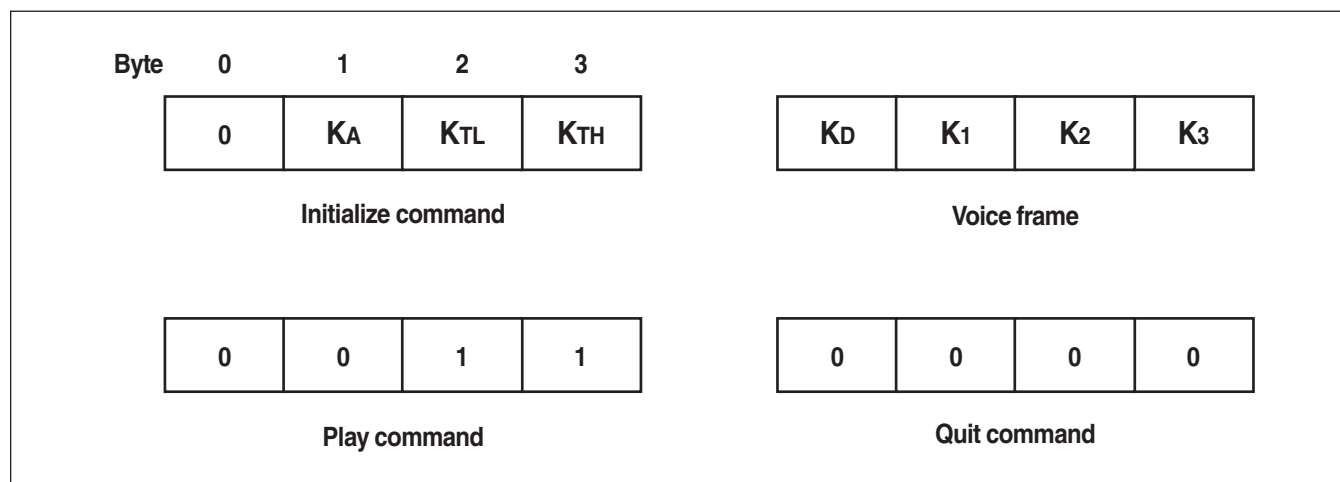 Byte 0 1 2 3
0 KA KTL KTH
KD K1 K2 K3
Initialize command
Voice frame
0 0 1 1
0 0 0 0
Play command
Quit command